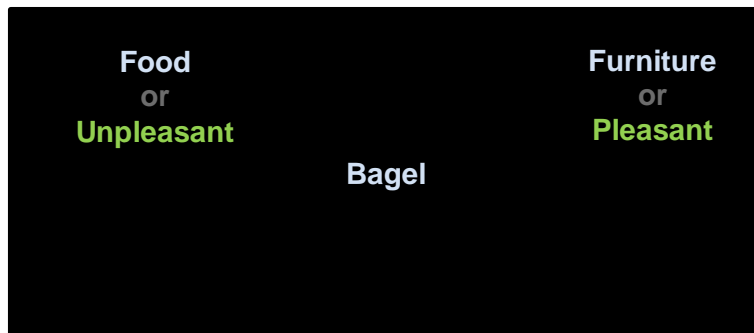 Food
or
Unpleasant
Furniture
or
Pleasant
Bagel